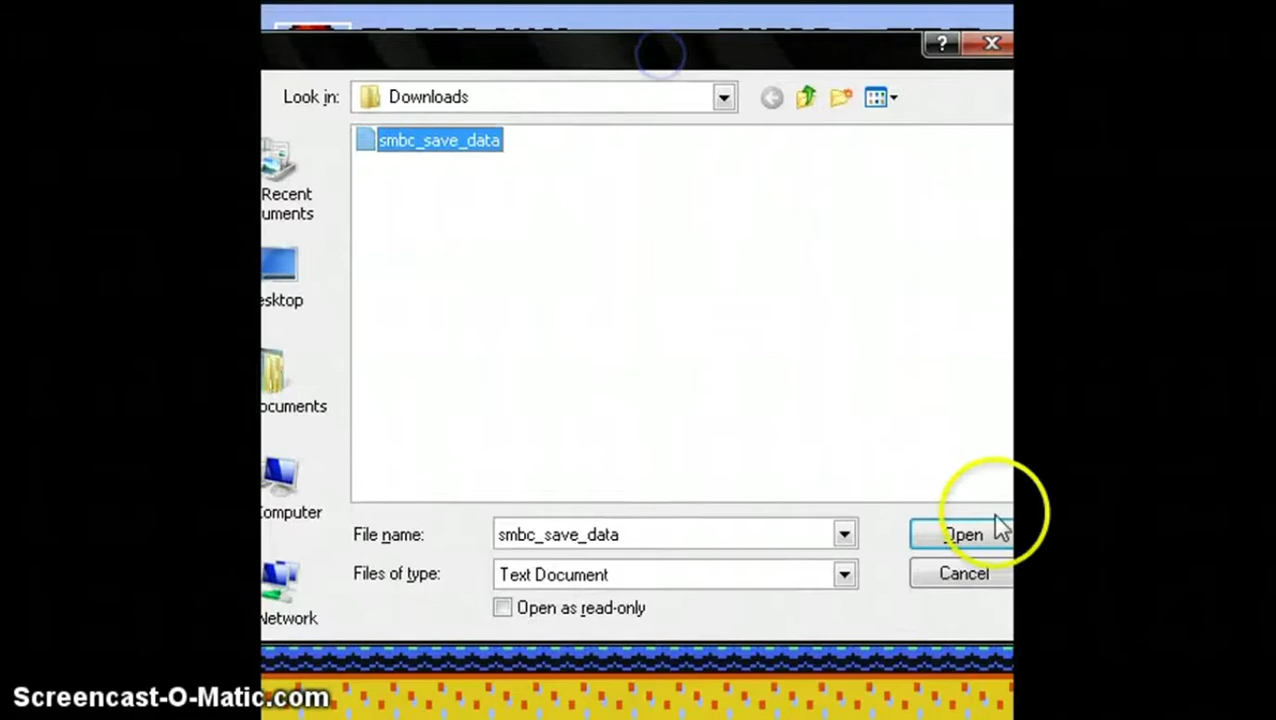 ?
Look in:
Downloads
smbc_save_data
Recent
uments
esktop
ocuments
Computer
Network
File name:
smbc_save_data
Open
Files of type:
Text Document
Cancel
Open as read-only
Screencast-O-Matic.com